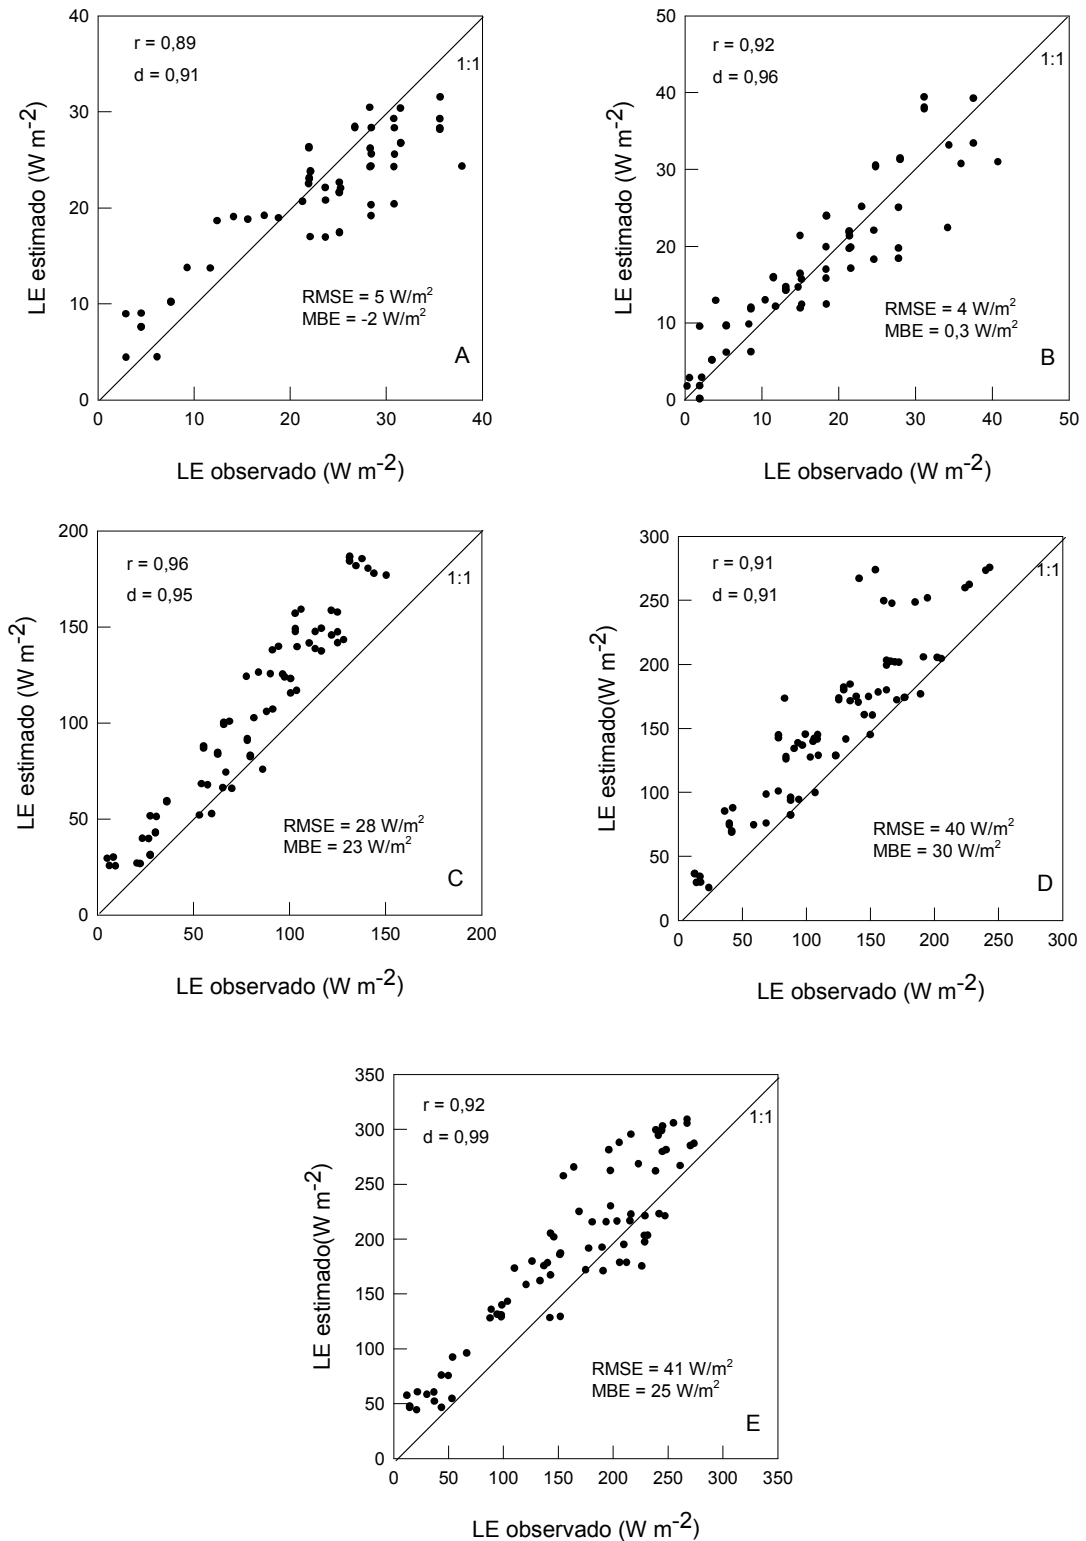 40
30
20
10
0
0
10
20
30
40
LE estimado (W m-2)
LE observado (W m-2)
r = 0,89
d = 0,91
1:1
RMSE = 5 W/m2
MBE = -2 W/m2
A
50
40
30
20
10
0
0
10
20
30
40
50
LE estimado (W m-2)
LE observado (W m-2)
r = 0,92
d = 0,96
1:1
RMSE = 4 W/m2
MBE = 0,3 W/m2
B
200
150
100
50
0
0
50
100
150
200
LE estimado (W m-2)
LE observado (W m-2)
r = 0,96
d = 0,95
1:1
RMSE = 28 W/m2
MBE = 23 W/m2
C
300
250
200
150
100
50
0
0
50
100
150
200
250
300
LE estimado(W m-2)
LE observado (W m-2)
r = 0,91
d = 0,91
1:1
RMSE = 40 W/m2
MBE = 30 W/m2
D
350
300
250
200
150
100
50
0
0
50
100
150
200
250
300
350
LE estimado(W m-2)
LE observado (W m-2)
r = 0,92
d = 0,99
1:1
RMSE = 41 W/m2
MBE = 25 W/m2
E